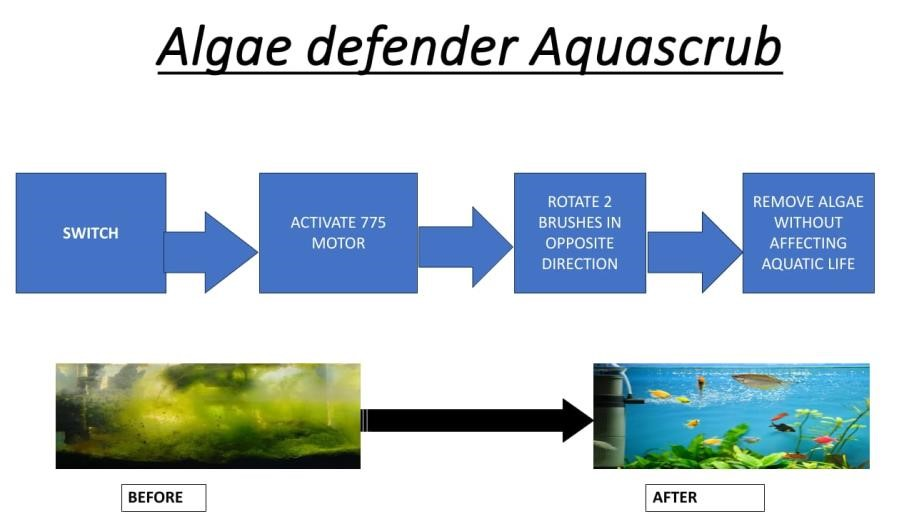 Algae defender Aquascrub
SWITCH
ACTIVATE 775
MOTOR
ROTATE 2
BRUSHES IN
OPPOSITE
DIRECTION
REMOVE ALGAE
WITHOUT
AFFECTING
AQUATIC LIFE
BEFORE
AFTER